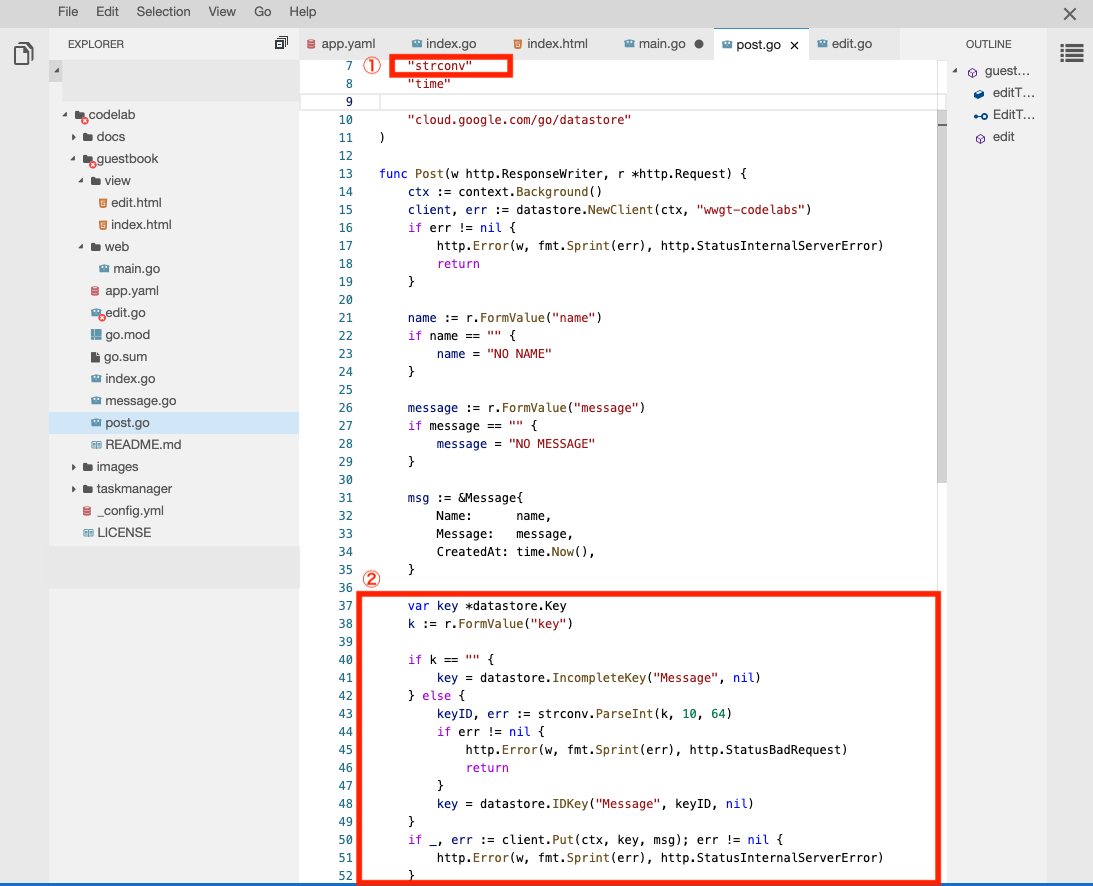 File Edit Selection View Go Help
EXPLORER
app.yaml index.go index.html main.go post.go edit.go
OUTLINE
codelab
docs
guestbook
view
edit.html
index.html
web
main.go
app.yaml
edit.go
go.mod
go.sum
index.go
message.go
post.go
README.md
images
taskmanager
_config.yml
LICENSE
①
7 "strconv"
8 "time"
9
10 "cloud.google.com/go/datastore"
11 )
12
13 func Post(w http.ResponseWriter, r *http.Request) {
14 ctx := context.Background()
15 client, err := datastore.NewClient(ctx, "wwgt-codelabs")
16 if err != nil {
17 http.Error(w, fmt.Sprint(err), http.StatusInternalServerError)
18 return
19 }
20
21 name := r.FormValue("name")
22 if name == "" {
23 name = "NO NAME"
24 }
25
26 message := r.FormValue("message")
27 if message == "" {
28 message = "NO MESSAGE"
29 }
30
31 msg := &Message{
32 Name: name,
33 Message: message,
34 CreatedAt: time.Now(),
35 }
36
②
37 var key *datastore.Key
38 k := r.FormValue("key")
39
40 if k == "" {
41 key = datastore.IncompleteKey("Message", nil)
42 } else {
43 keyID, err := strconv.ParseInt(k, 10, 64)
44 if err != nil {
45 http.Error(w, fmt.Sprint(err), http.StatusBadRequest)
46 return
47 }
48 key = datastore.IDKey("Message", keyID, nil)
49 }
50 if _, err := client.Put(ctx, key, msg); err != nil {
51 http.Error(w, fmt.Sprint(err), http.StatusInternalServerError)
52 }
guest...
editT...
EditT...
edit